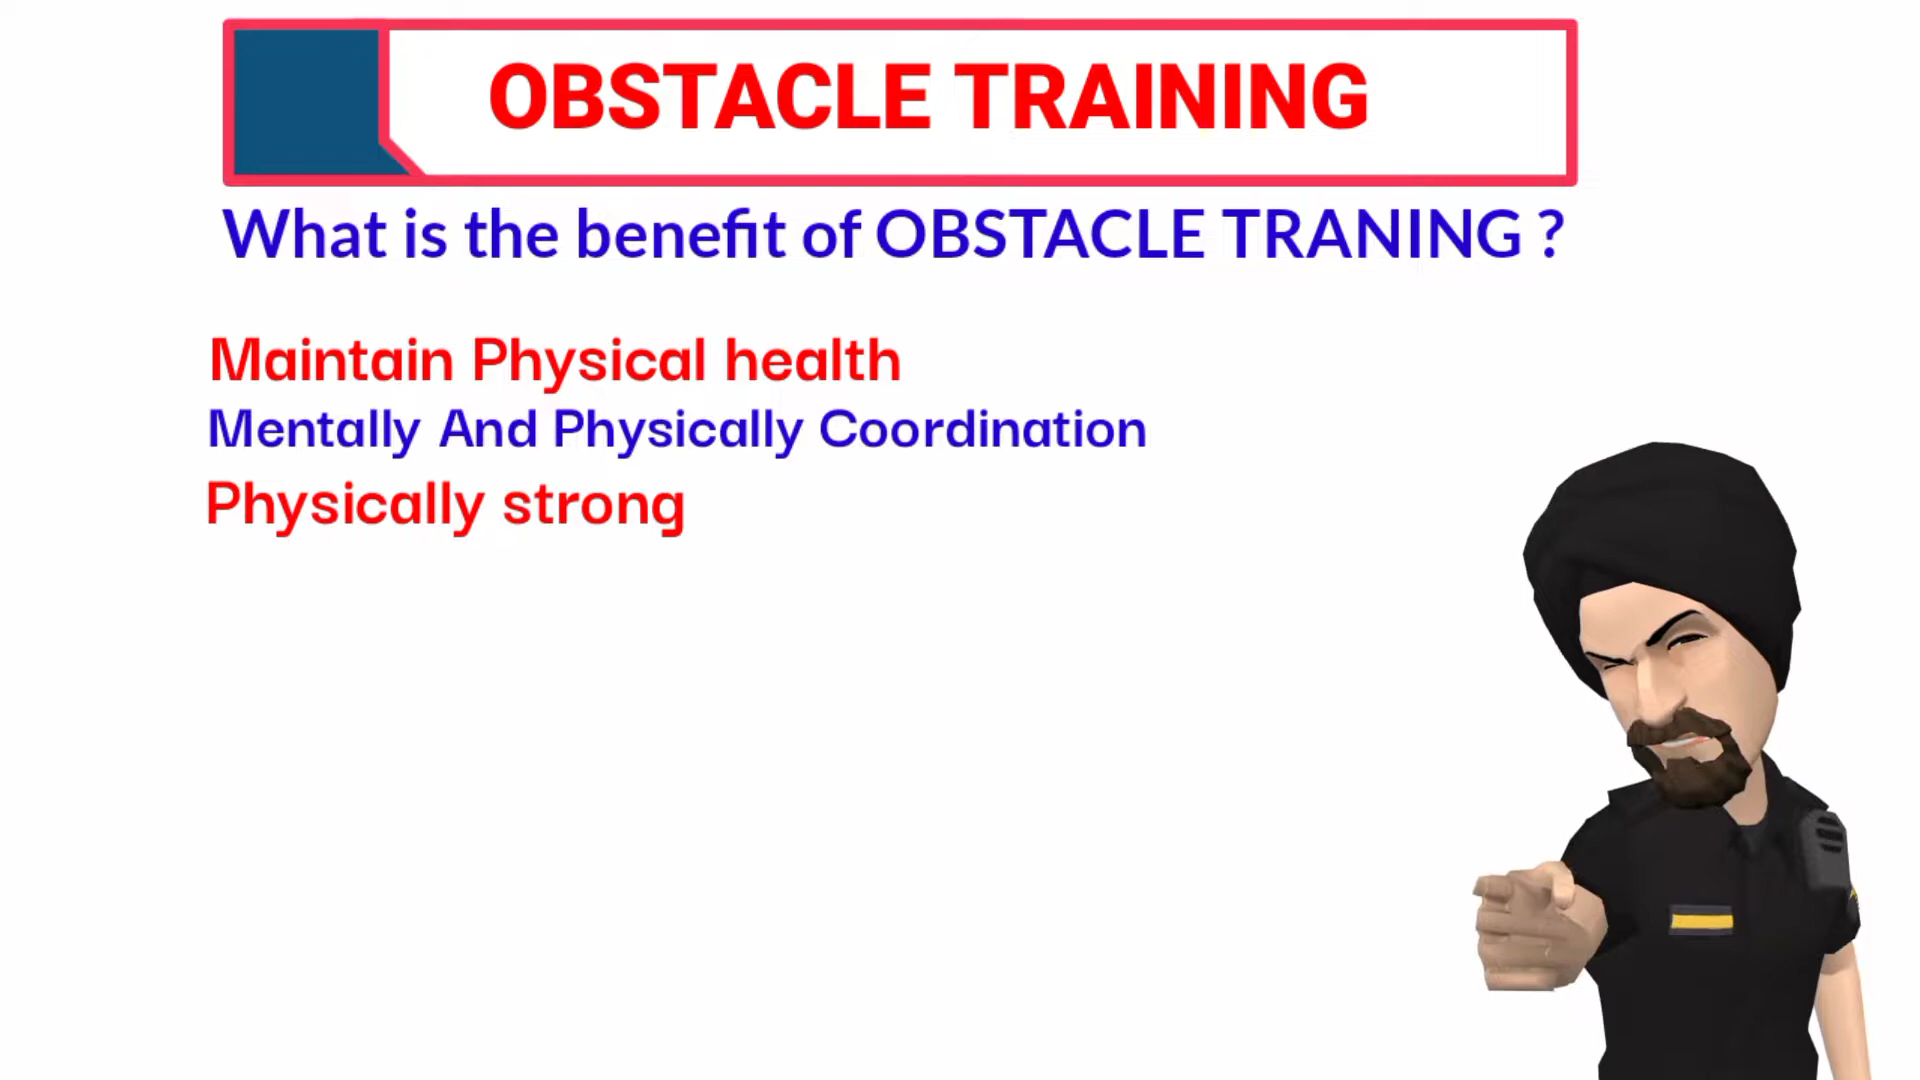 OBSTACLE TRAINING
What is the benefit of OBSTACLE TRANING ?
Maintain Physical health
Mentally And Physically Coordination
Physically strong